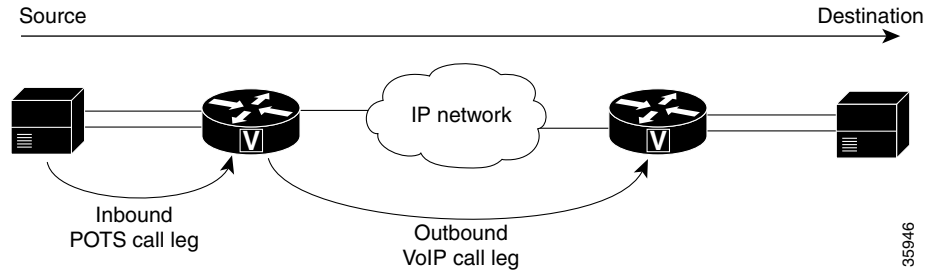 Source
Destination
IP network
V
V
Inbound
POTS call leg
Outbound
VoIP call leg
35946